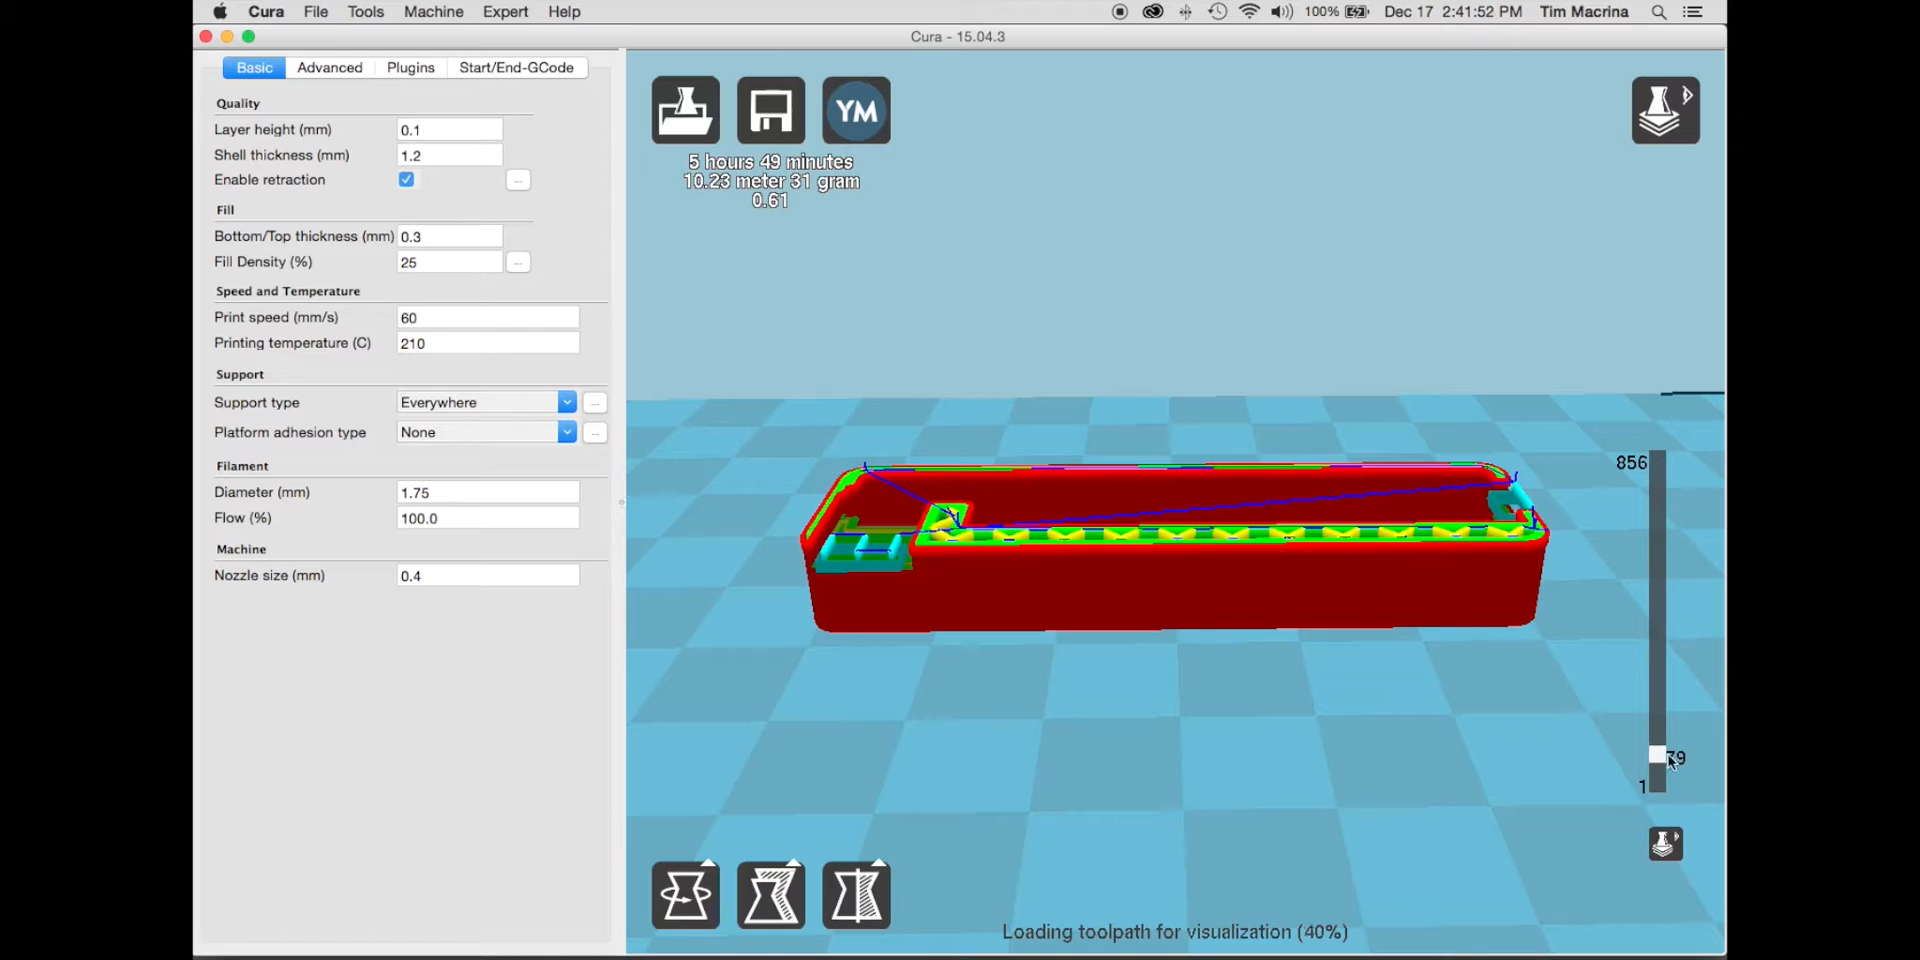 Cura File Tools Machine Expert Help 100% Dec 17 2:41:52 PM Tim Macrina
Cura - 15.04.3
Basic Advanced Plugins Start/End-GCode
Quality
Layer height (mm) 0.1
Shell thickness (mm) 1.2
Enable retraction ...
Fill
Bottom/Top thickness (mm) 0.3
Fill Density (%) 25 ...
Speed and Temperature
Print speed (mm/s) 60
Printing temperature (C) 210
Support
Support type Everywhere ...
Platform adhesion type None ...
Filament
Diameter (mm) 1.75
Flow (%) 100.0
Machine
Nozzle size (mm) 0.4
YM
5 hours 49 minutes
10.23 meter 31 gram
0.61
856
1
Loading toolpath for visualization (40%)